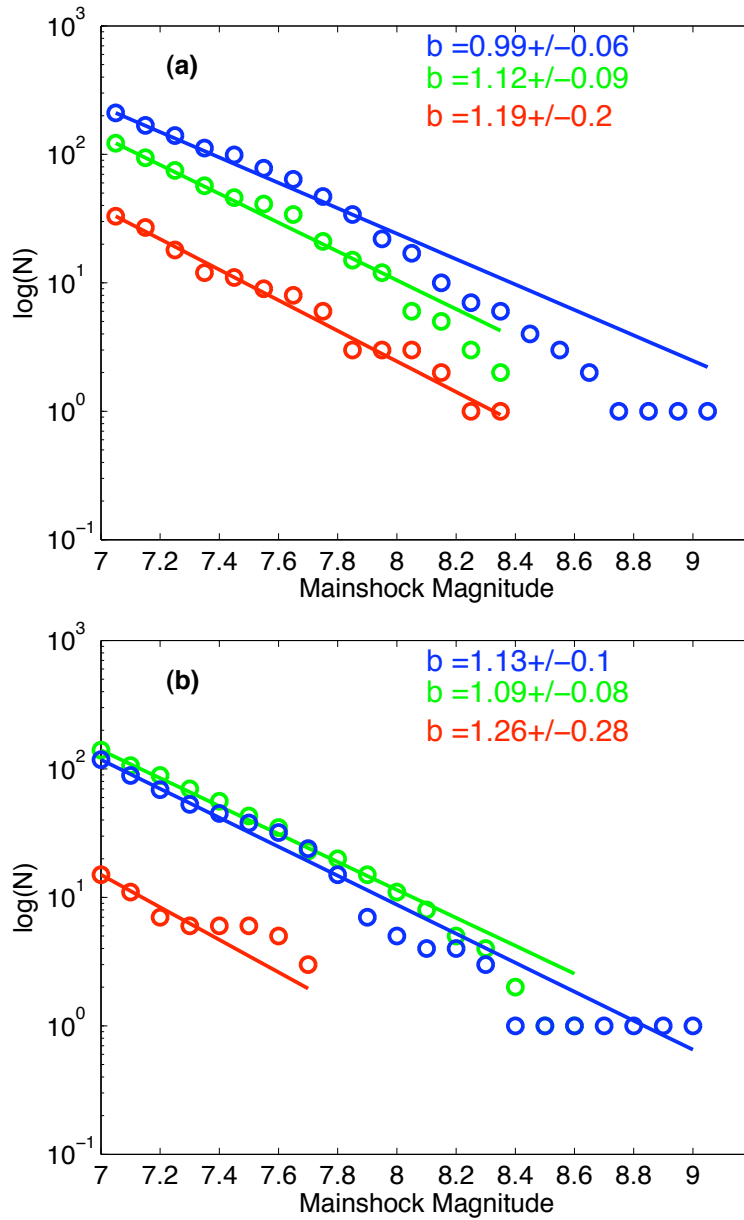 10^3
(a)
b =0.99+/−0.06
b =1.12+/−0.09
b =1.19+/−0.2
10^2
log(N)
10^1
10^0
10^−1
7 7.2 7.4 7.6 7.8 8 8.2 8.4 8.6 8.8 9
Mainshock Magnitude
10^3
(b)
b =1.13+/−0.1
b =1.09+/−0.08
b =1.26+/−0.28
10^2
log(N)
10^1
10^0
10^−1
7 7.2 7.4 7.6 7.8 8 8.2 8.4 8.6 8.8 9
Mainshock Magnitude